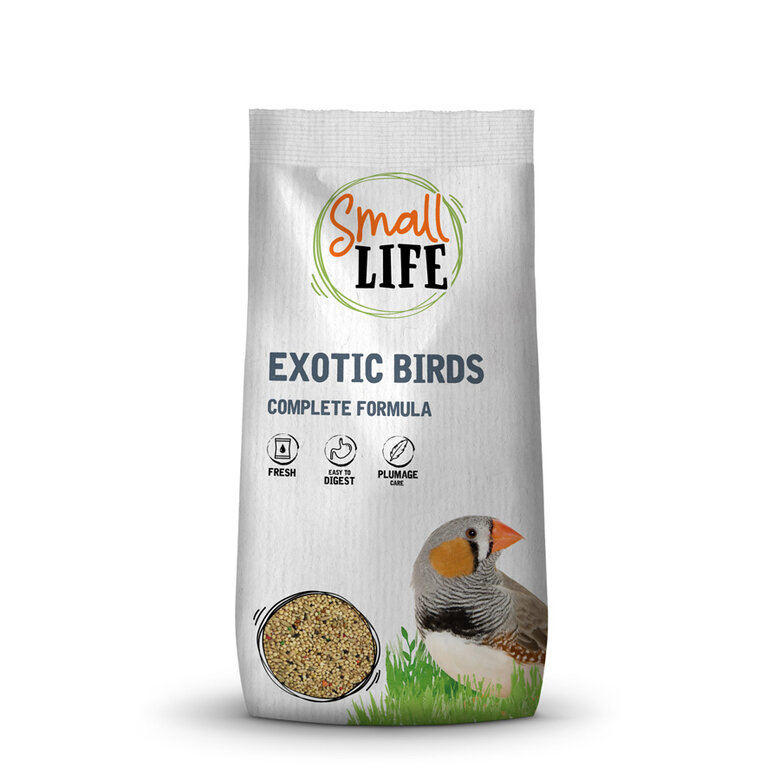 Small
LIFE
EXOTIC BIRDS
COMPLETE FORMULA
FRESH
EASY TO
DIGEST
PLUMAGE
CARE